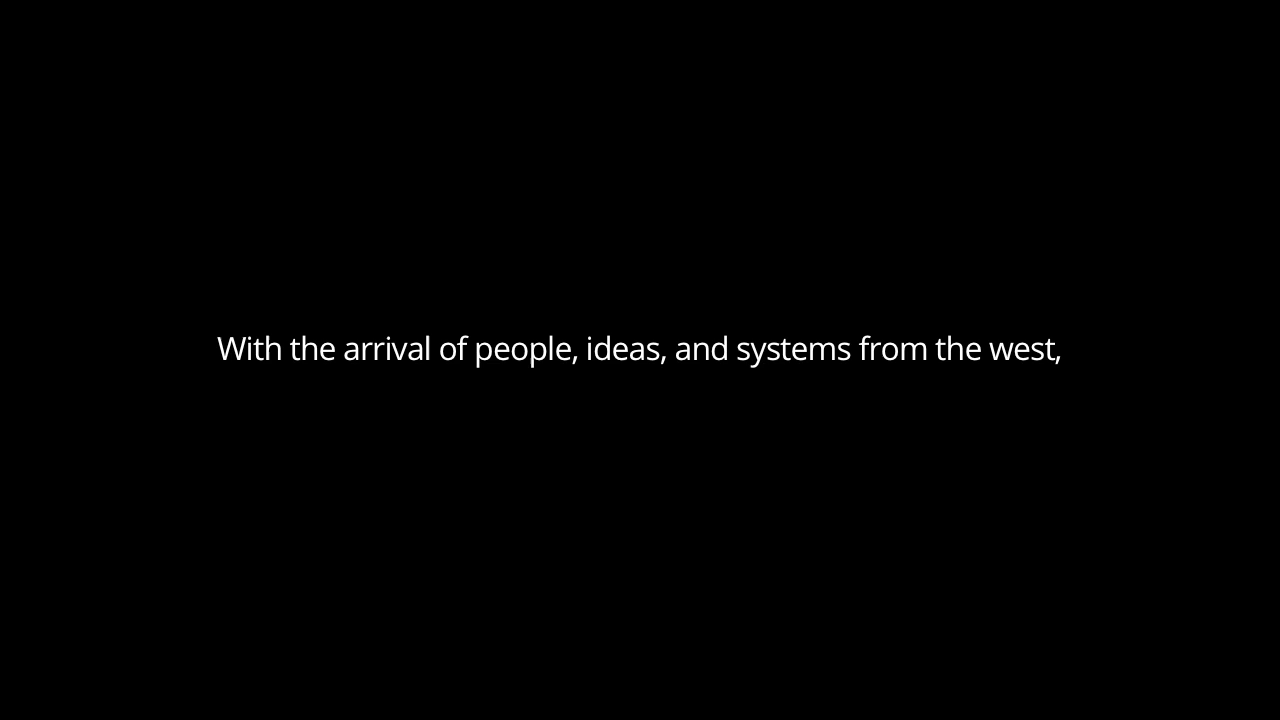 With the arrival of people, ideas, and systems from the west,